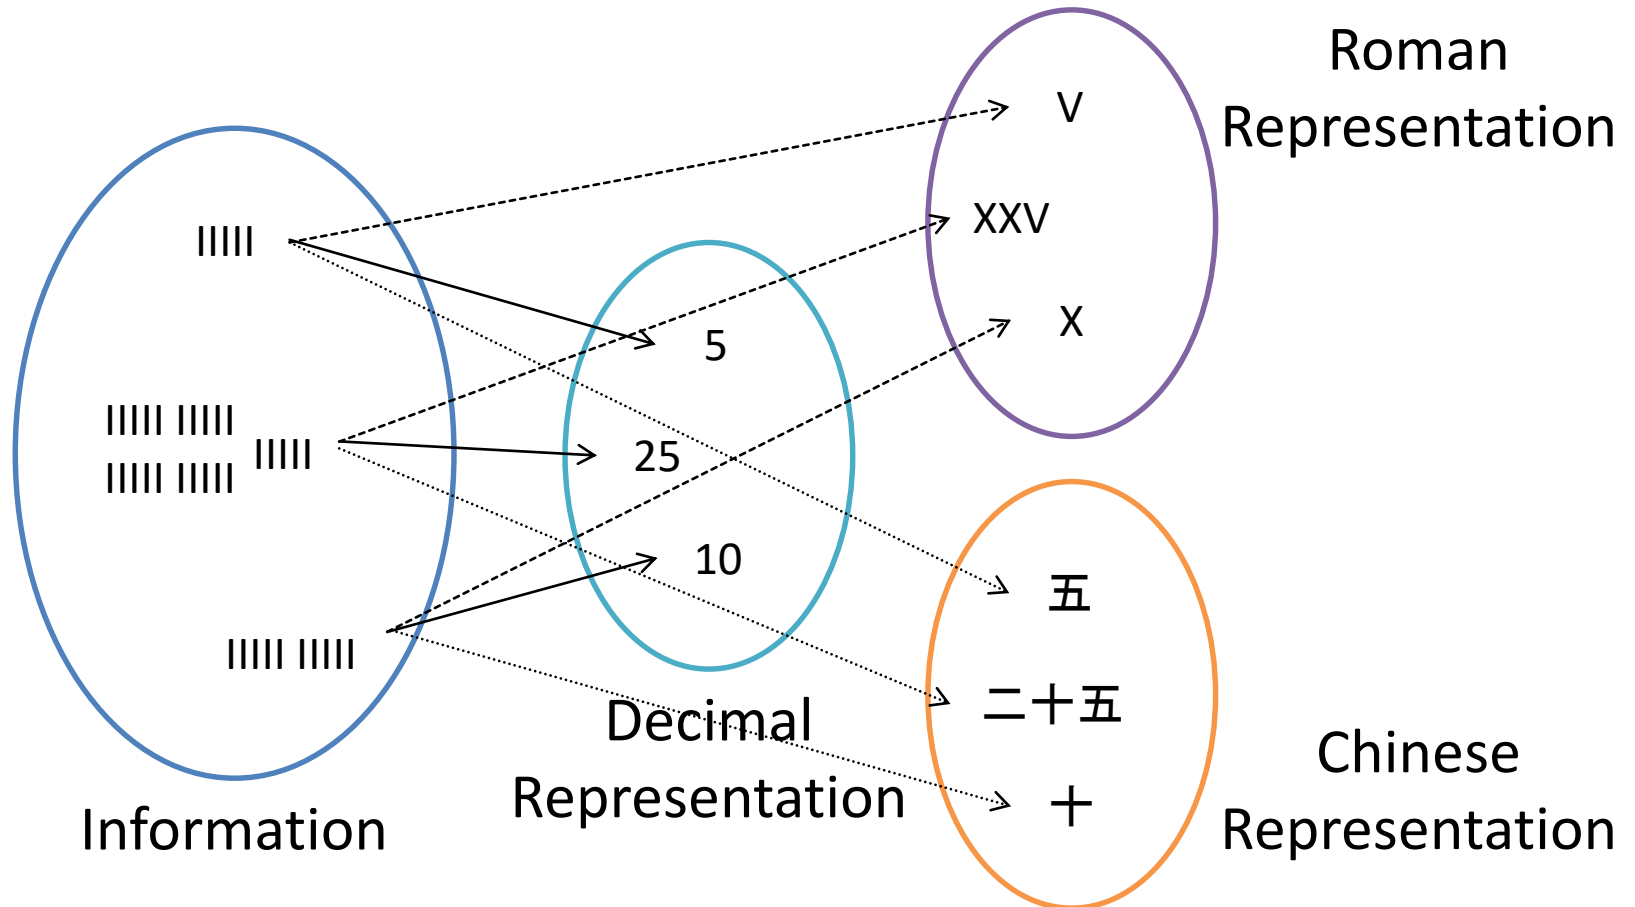 Roman
Representation
V
XXV
X
IIIII
IIIII IIIII
IIIII
IIIII IIIII
IIIII IIIII
5
25
10
五
二十五
十
Decimal
Representation
Information
Chinese
Representation